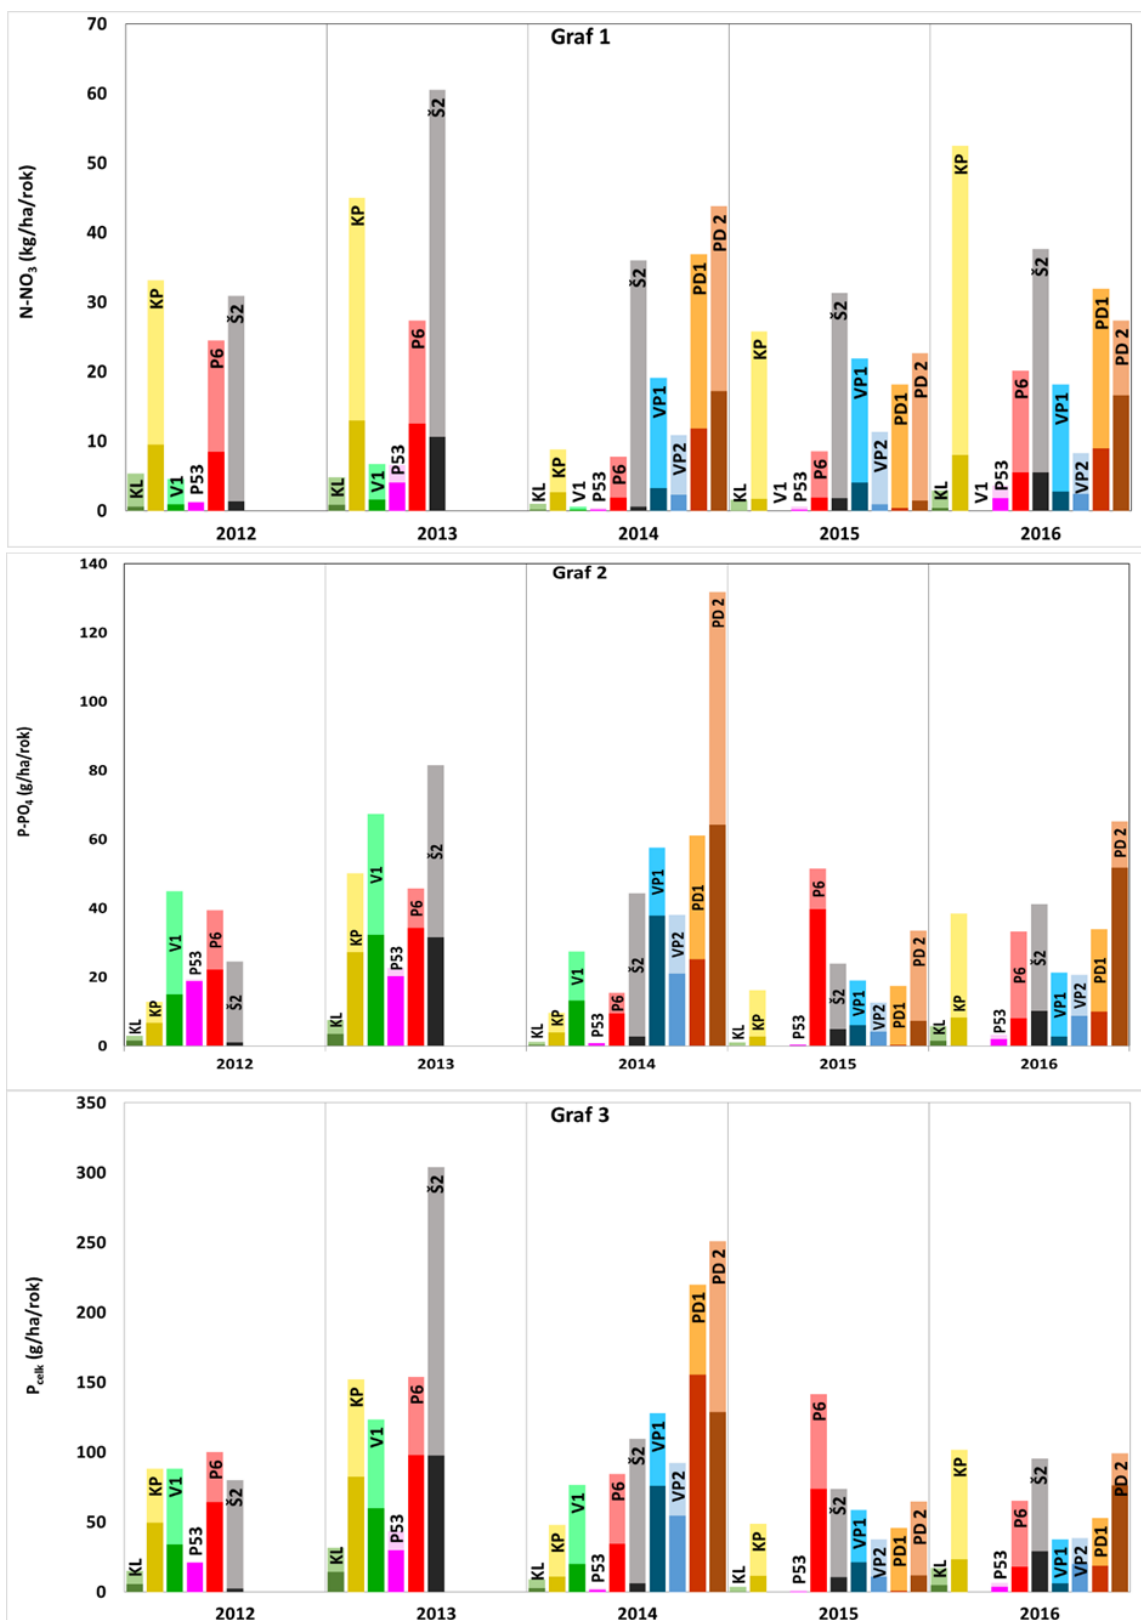 Graf 1
N-NO₃ (kg/ha/rok)
70
60
50
40
30
20
10
0
KL KP V1 P53 P6 Š2
KL KP V1 P53 P6 Š2
KL KP V1 P53 P6 Š2 VP1 VP2 PD1 PD 2
KL KP V1 P53 P6 Š2 VP1 VP2 PD1 PD 2
KL KP V1 P53 P6 Š2 VP1 VP2 PD1 PD 2
2012 2013 2014 2015 2016
Graf 2
P-PO₄ (g/ha/rok)
140
120
100
80
60
40
20
0
KL KP V1 P53 P6 Š2
KL KP V1 P53 P6 Š2
KL KP V1 P53 P6 Š2 VP1 VP2 PD1 PD 2
KL KP P53 P6 Š2 VP1 VP2 PD1 PD 2
KL KP P53 P6 Š2 VP1 VP2 PD1 PD 2
2012 2013 2014 2015 2016
Graf 3
P celk (g/ha/rok)
350
300
250
200
150
100
50
0
KL KP V1 P53 P6 Š2
KL KP V1 P53 P6 Š2
KL KP V1 P53 P6 Š2 VP1 VP2 PD1 PD 2
KL KP P53 P6 Š2 VP1 VP2 PD1 PD 2
KL KP P53 P6 Š2 VP1 VP2 PD1 PD 2
2012 2013 2014 2015 2016